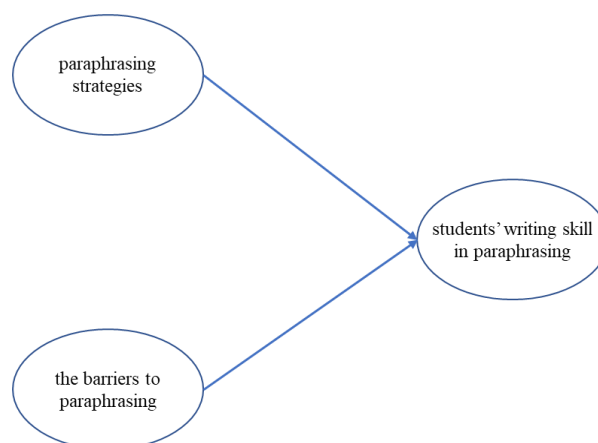 paraphrasing
strategies
students’ writing skill
in paraphrasing
the barriers to
paraphrasing